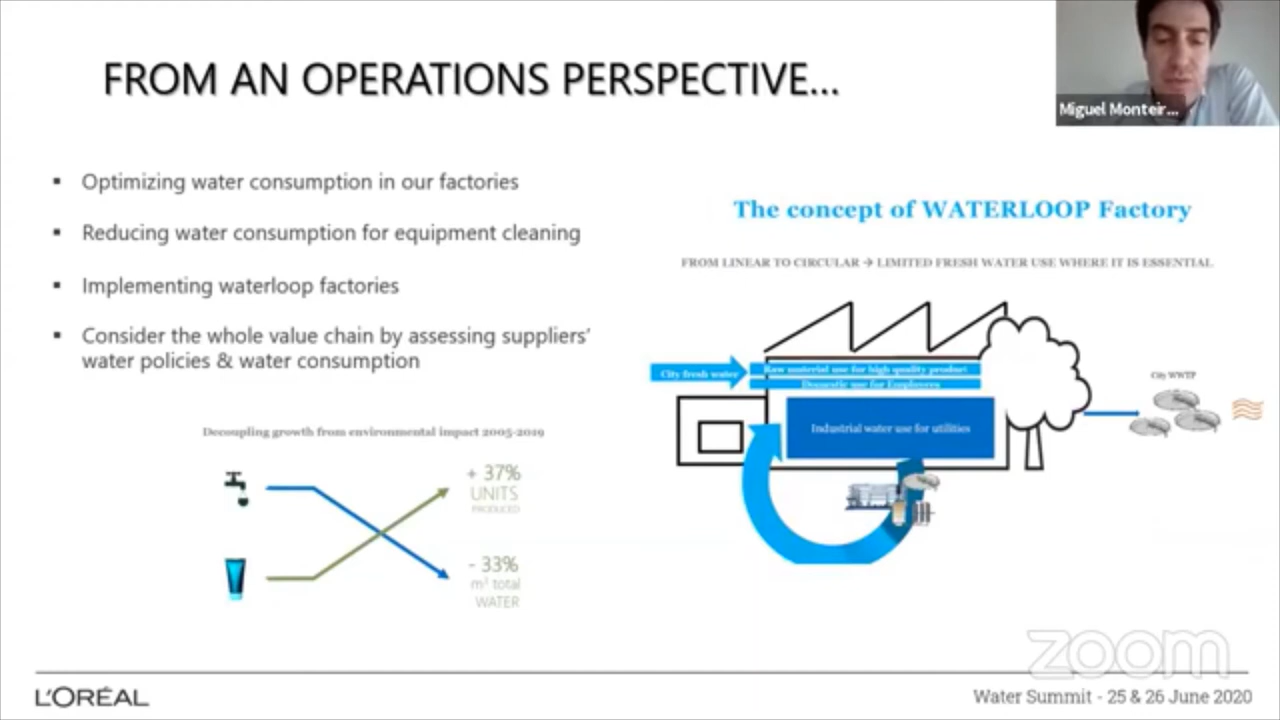 FROM AN OPERATIONS PERSPECTIVE...
Miguel Monteir...
▪ Optimizing water consumption in our factories
▪ Reducing water consumption for equipment cleaning
▪ Implementing waterloop factories
▪ Consider the whole value chain by assessing suppliers'
water policies & water consumption
The concept of WATERLOOP Factory
FROM LINEAR TO CIRCULAR → LIMITED FRESH WATER USE WHERE IT IS ESSENTIAL
City fresh water
Raw material use for high quality product
Domestic use for Employees
Industrial water use for utilities
City WWTP
Decoupling growth from environmental impact 2005-2019
+ 37%
UNITS
PRODUCED
- 33%
m³ total
WATER
zoom
L'ORÉAL
Water Summit - 25 & 26 June 2020